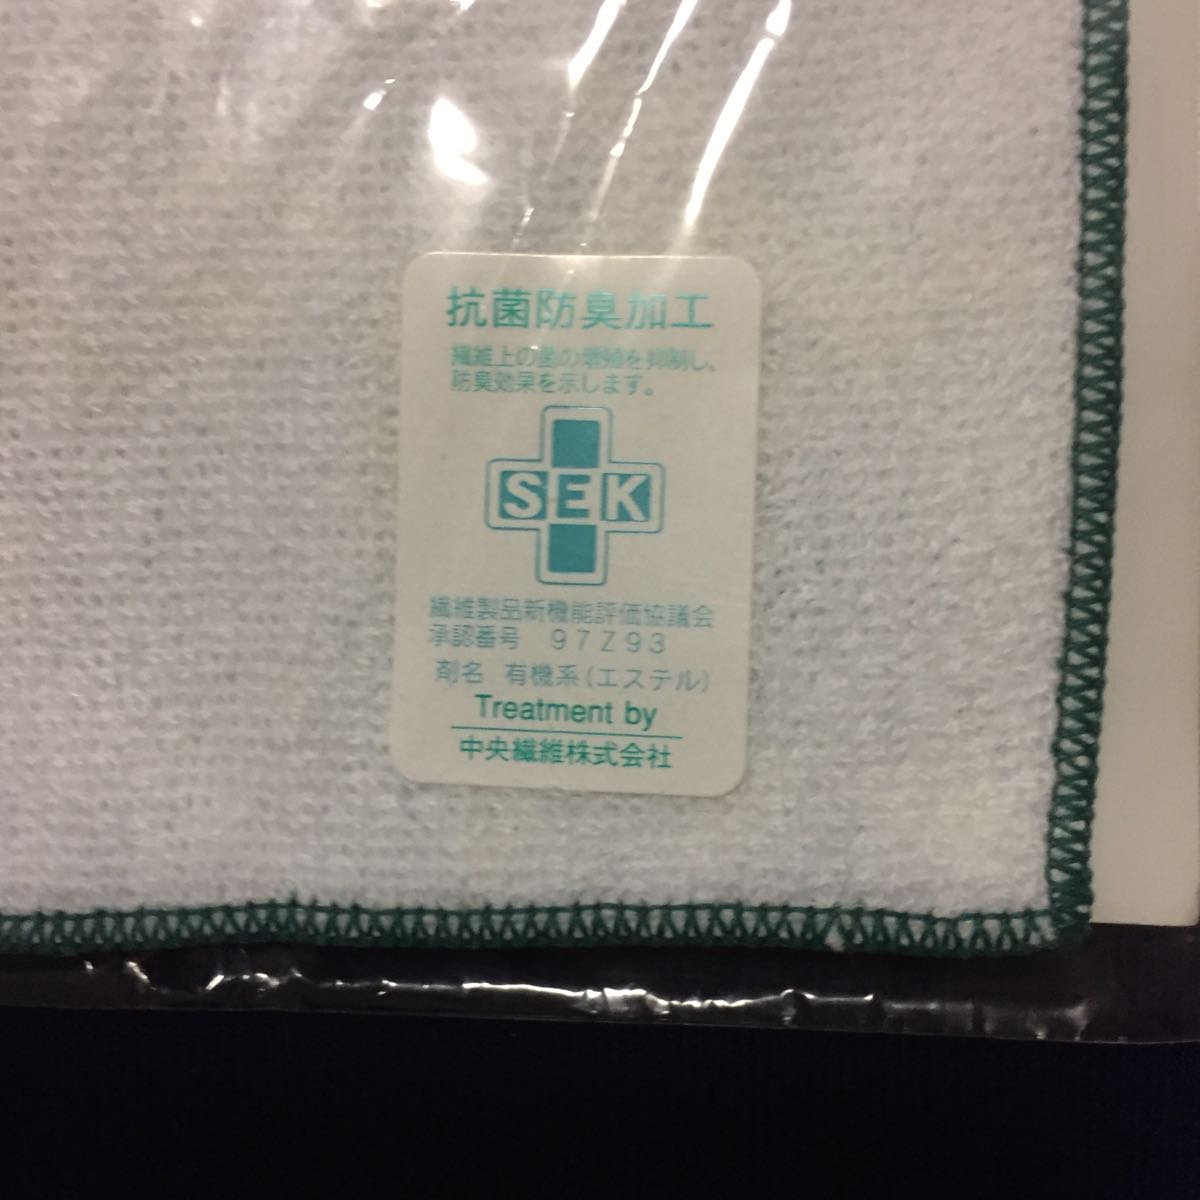 抗菌防臭加工
繊維上の菌の増殖を抑制し、
防臭効果を示します。
SEK
繊維製品新機能評価協議会
承認番号 97Z93
剤名 有機系(エステル)
Treatment by
中央繊維株式会社